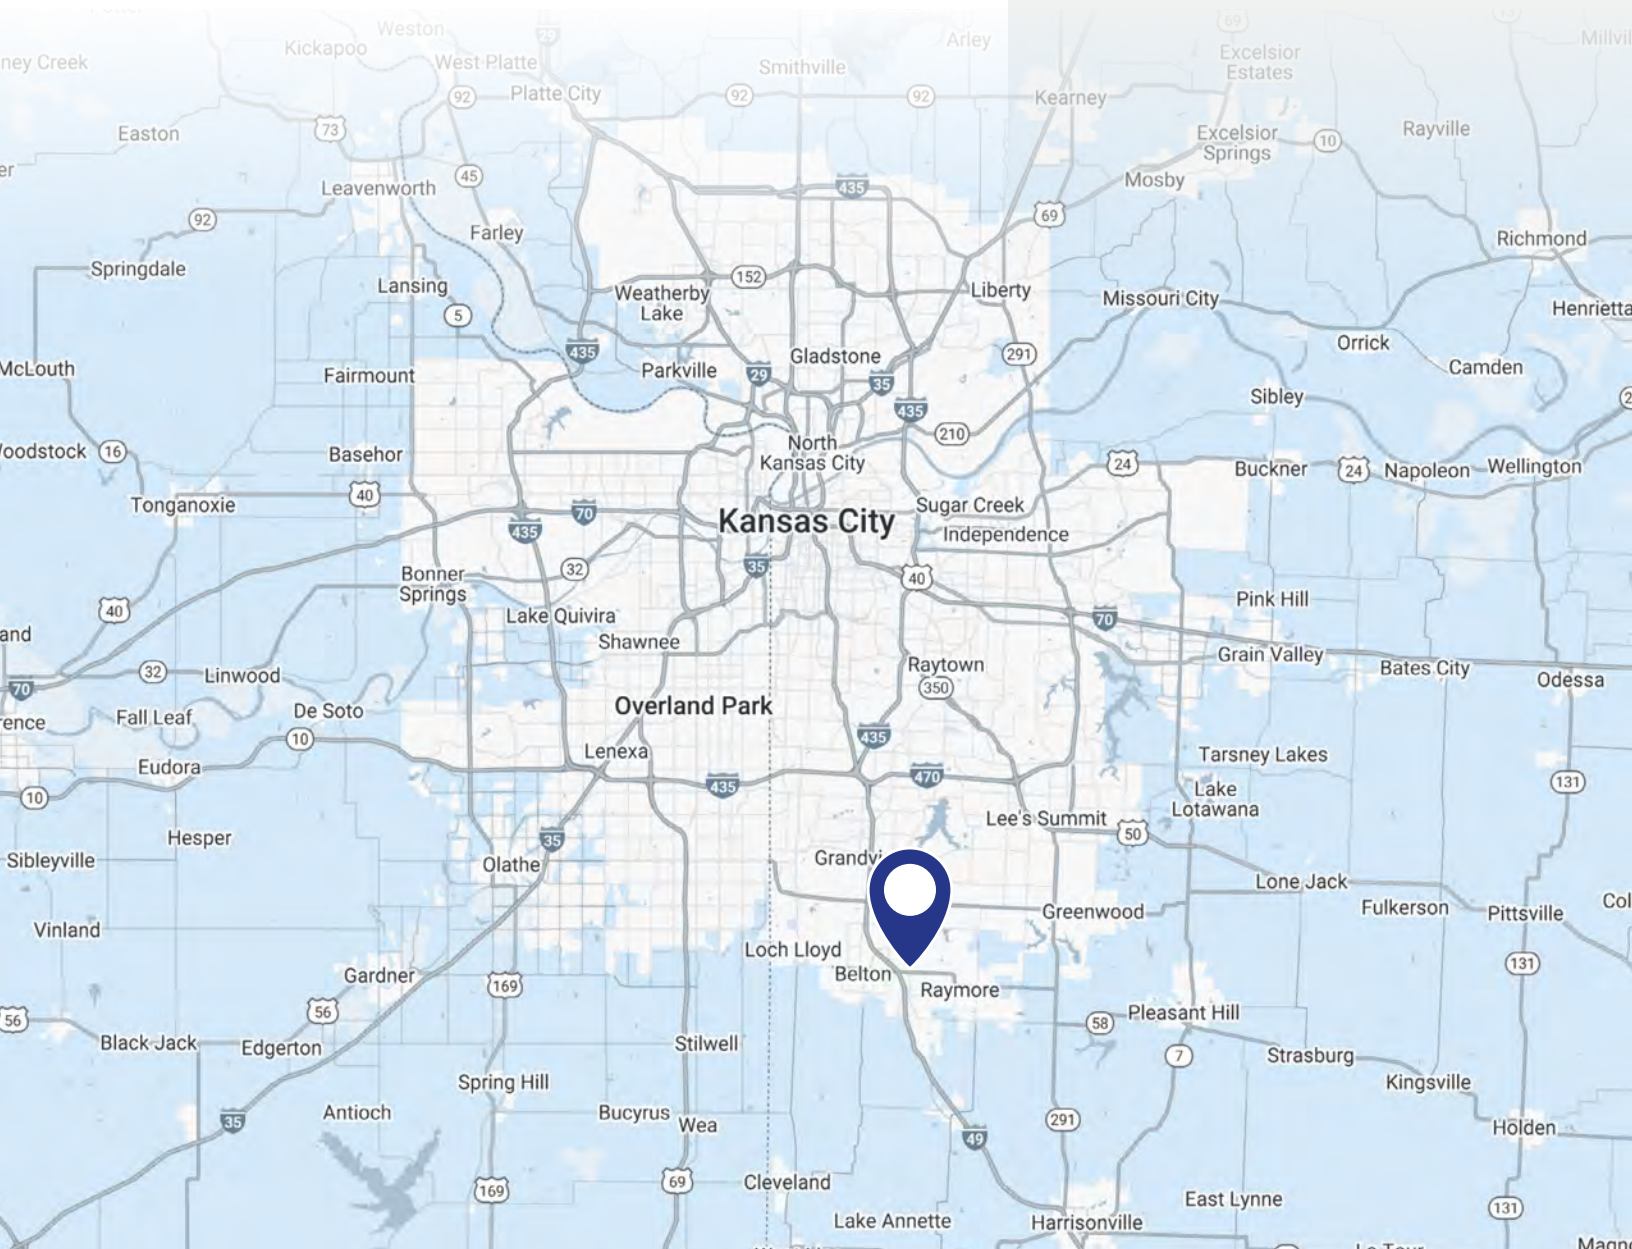 Weston
Kickapoo
29
69
Arley
Excelsior
Estates
ney Creek
West Platte
Smithville
92
Platte City
92
92
Kearney
73
Easton
Excelsior
Springs
10
Rayville
Leavenworth
45
435
Mosby
92
Farley
69
Richmond
Springdale
Lansing
152
Weatherby
Lake
Liberty
Missouri City
Henrietta
5
435
Gladstone
291
Orrick
McLouth
Fairmount
Parkville
29
35
Camden
435
Sibley
210
North
Kansas City
oodstock
16
Basehor
24
Buckner
24
Napoleon
Wellington
40
Tonganoxie
Sugar Creek
70
435
Kansas City
Independence
35
32
40
Bonner
Springs
40
Lake Quivira
Pink Hill
70
and
Shawnee
Raytown
Grain Valley
Bates City
32
Linwood
Odessa
70
350
rence
Fall Leaf
De Soto
Overland Park
10
435
Lenexa
Tarsney Lakes
Eudora
470
435
131
10
Lake
Lotawana
Lee's Summit
50
Hesper
35
Sibleyville
Olathe
Grandvi
Lone Jack
Greenwood
Fulkerson
Pittsville
Col
Vinland
Loch Lloyd
131
Gardner
Belton
169
Raymore
56
56
58
Pleasant Hill
Black Jack
Edgerton
Stilwell
7
Strasburg
Spring Hill
Kingsville
Antioch
Bucyrus
35
Wea
291
Holden
49
169
69
Cleveland
East Lynne
131
Lake Annette
Harrisonville